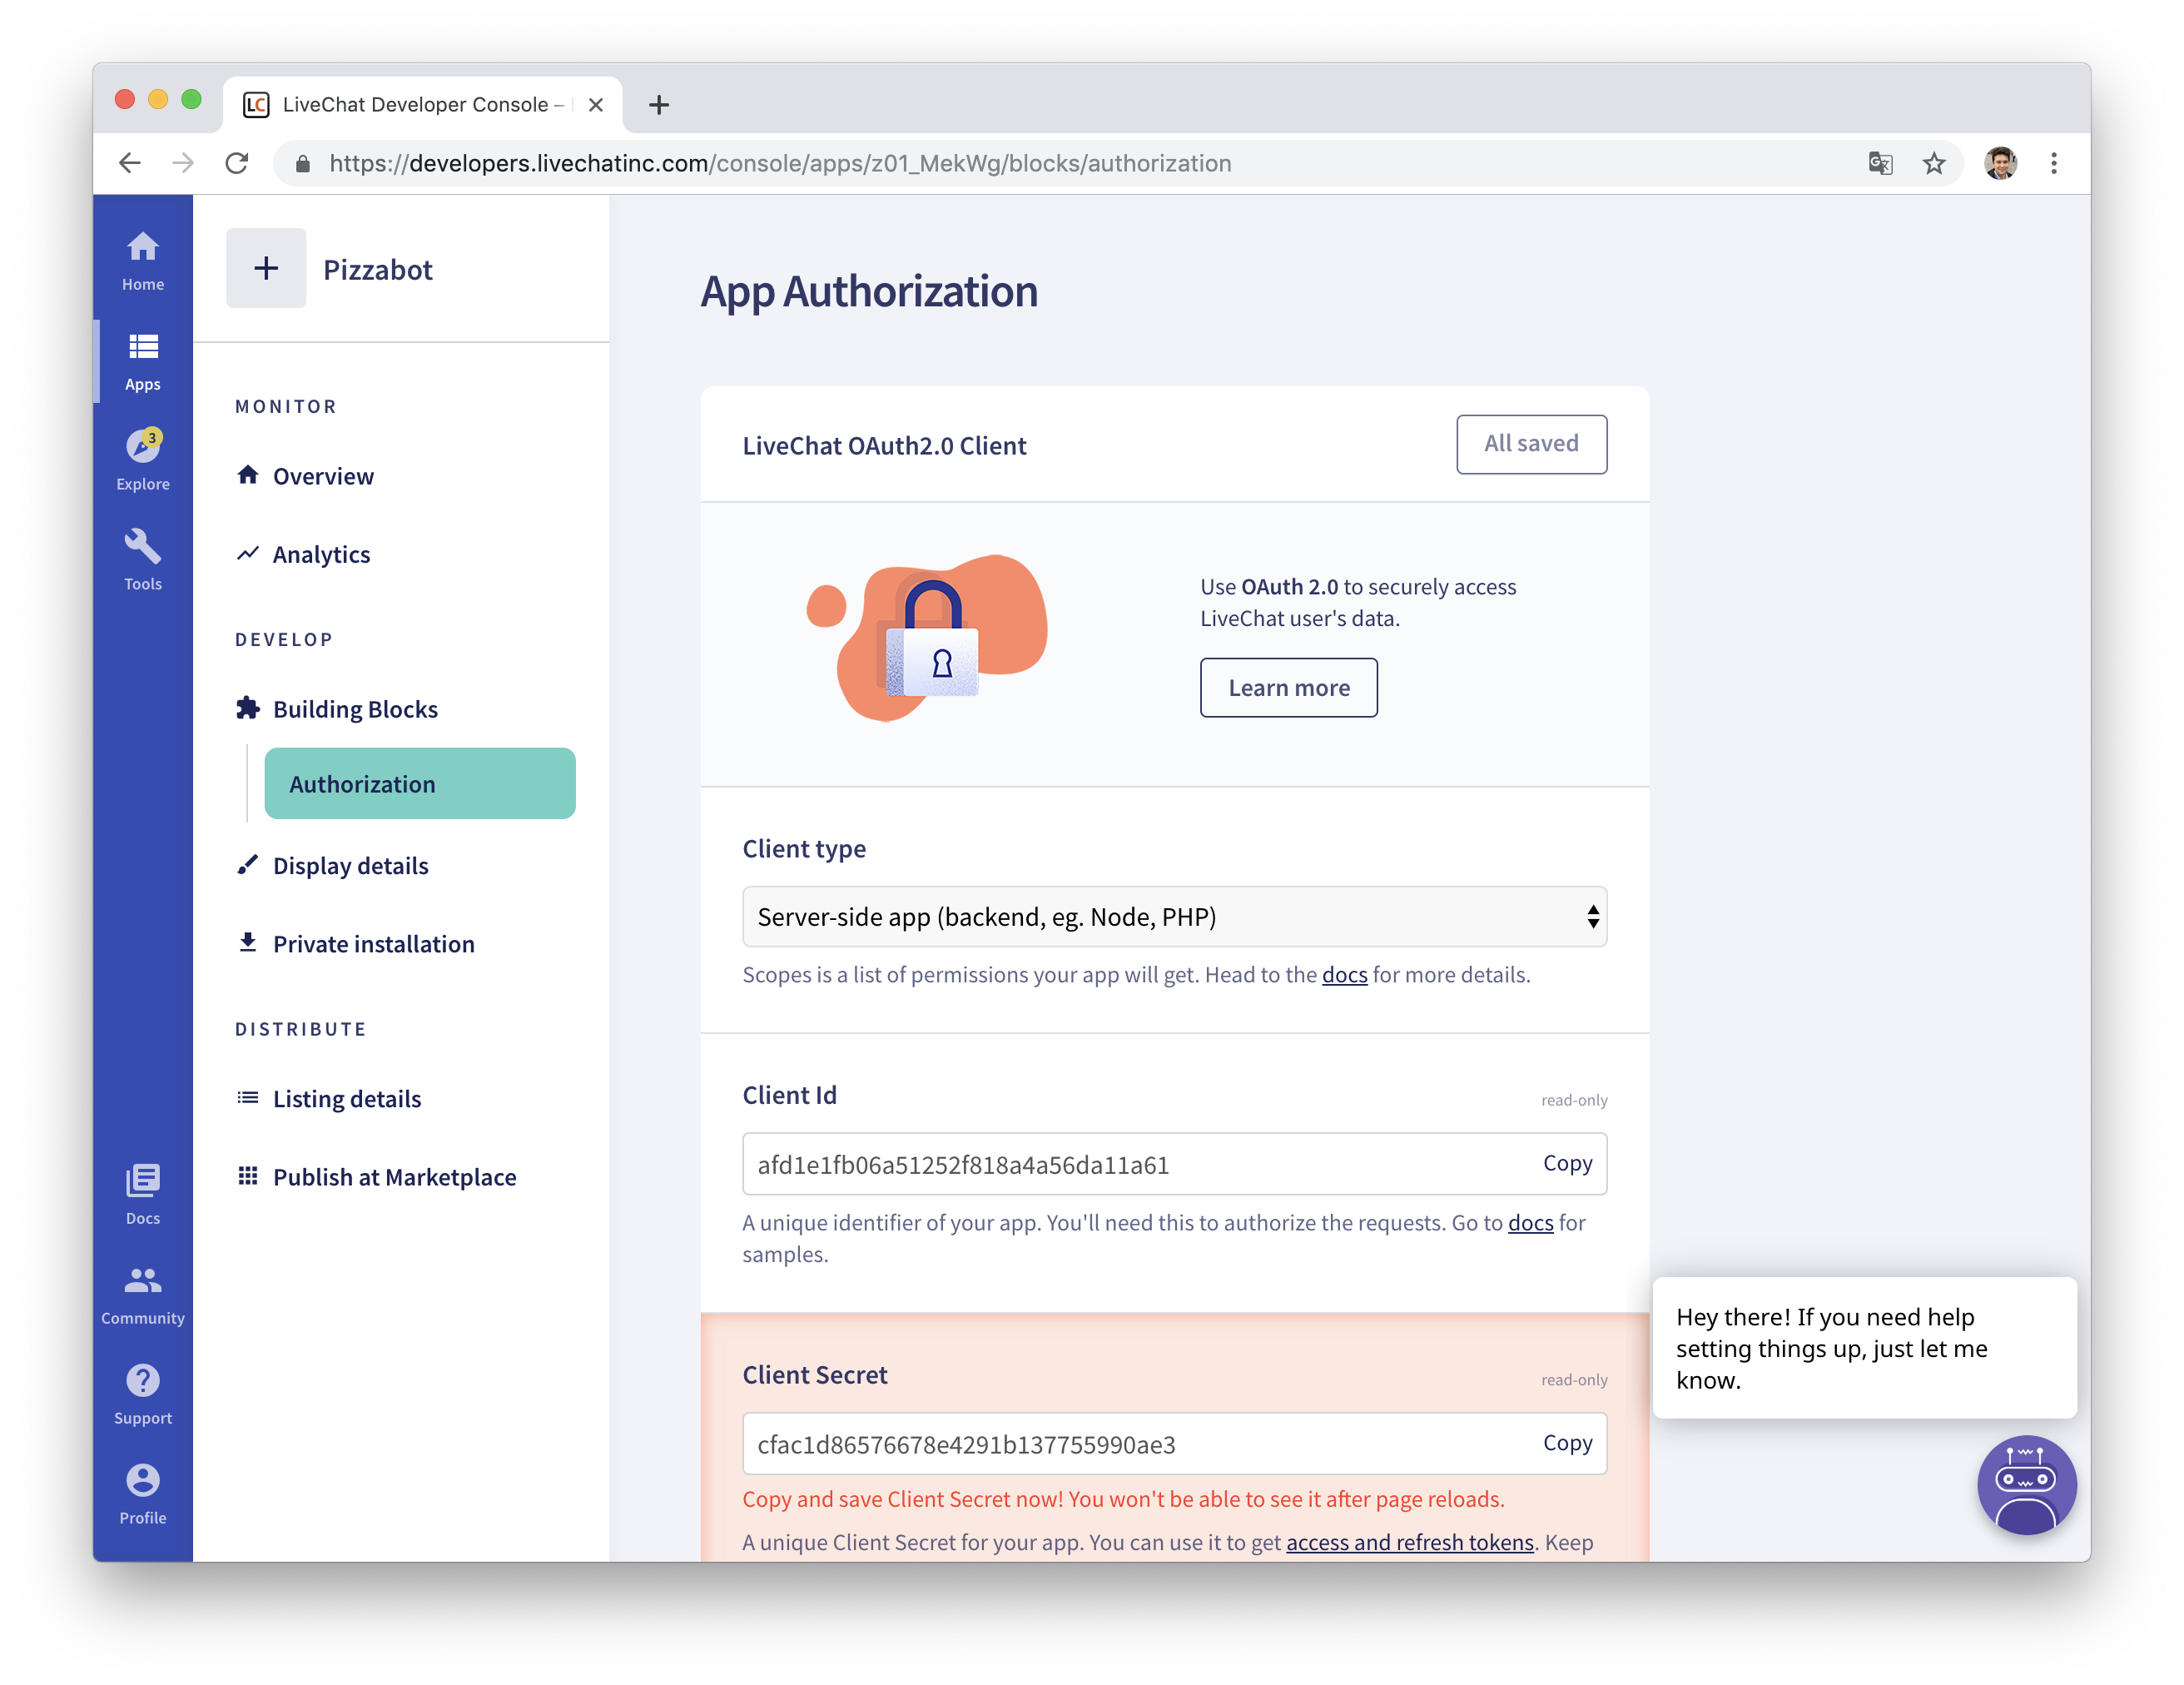 LC LiveChat Developer Console –
https://developers.livechatinc.com/console/apps/z01_MekWg/blocks/authorization
Home
Apps
3
Explore
Tools
Docs
Community
Support
Profile
+ Pizzabot
MONITOR
Overview
Analytics
DEVELOP
Building Blocks
Authorization
Display details
Private installation
DISTRIBUTE
Listing details
Publish at Marketplace
App Authorization
LiveChat OAuth2.0 Client
All saved
Use OAuth 2.0 to securely access
LiveChat user's data.
Learn more
Client type
Server-side app (backend, eg. Node, PHP)
Scopes is a list of permissions your app will get. Head to the docs for more details.
Client Id
read-only
afd1e1fb06a51252f818a4a56da11a61
Copy
A unique identifier of your app. You'll need this to authorize the requests. Go to docs for
samples.
Client Secret
read-only
cfac1d86576678e4291b137755990ae3
Copy
Copy and save Client Secret now! You won't be able to see it after page reloads.
A unique Client Secret for your app. You can use it to get access and refresh tokens. Keep
Hey there! If you need help
setting things up, just let me
know.